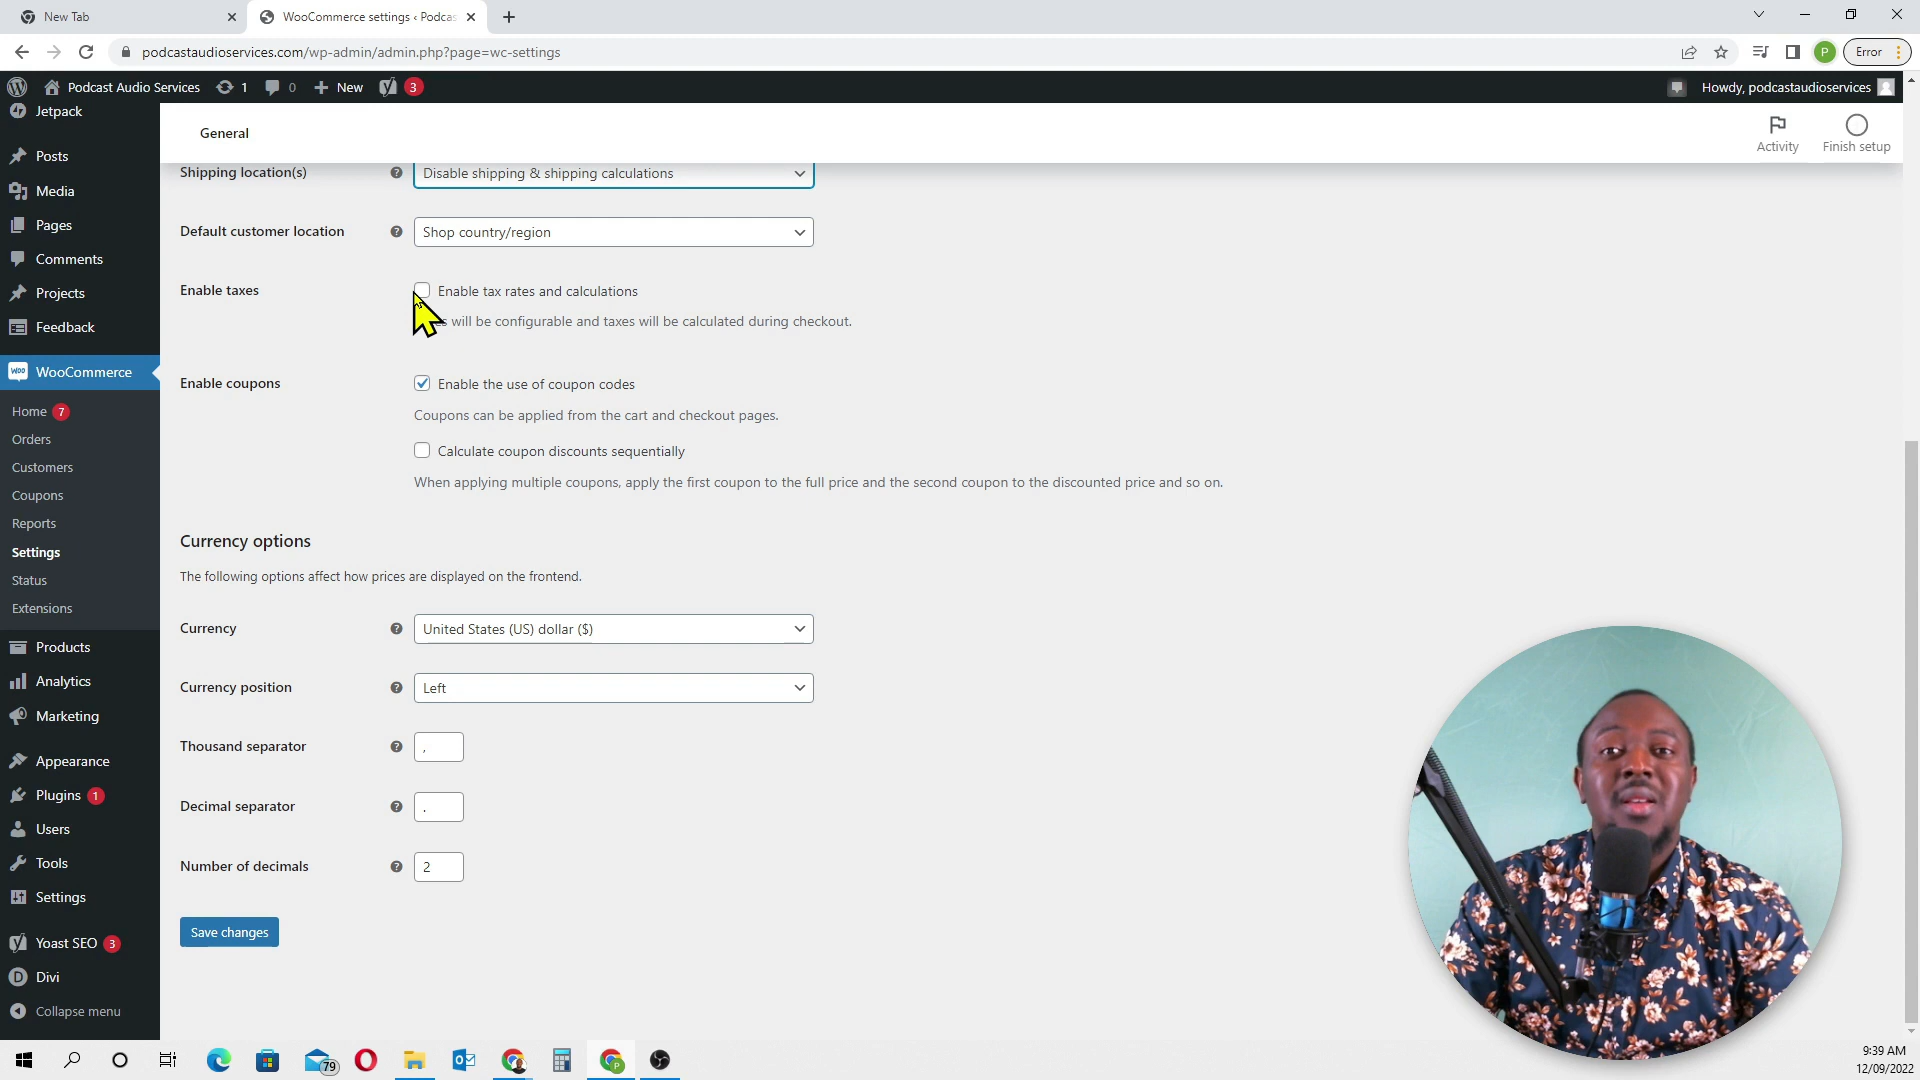 New Tab
WooCommerce settings ‹ Podcas
podcastaudioservices.com/wp-admin/admin.php?page=wc-settings
P
Error
Podcast Audio Services
1
0
New
3
Howdy, podcastaudioservices
Jetpack
Posts
Media
Pages
Comments
Projects
Feedback
WooCommerce
Home 7
Orders
Customers
Coupons
Reports
Settings
Status
Extensions
Products
Analytics
Marketing
Appearance
Plugins 1
Users
Tools
Settings
Yoast SEO 3
Divi
Collapse menu
General
Activity
Finish setup
Shipping location(s)
Disable shipping & shipping calculations
Default customer location
Shop country/region
Enable taxes
Enable tax rates and calculations
will be configurable and taxes will be calculated during checkout.
Enable coupons
Enable the use of coupon codes
Coupons can be applied from the cart and checkout pages.
Calculate coupon discounts sequentially
When applying multiple coupons, apply the first coupon to the full price and the second coupon to the discounted price and so on.
Currency options
The following options affect how prices are displayed on the frontend.
Currency
United States (US) dollar ($)
Currency position
Left
Thousand separator
,
Decimal separator
.
Number of decimals
2
Save changes
79
9:39 AM
12/09/2022